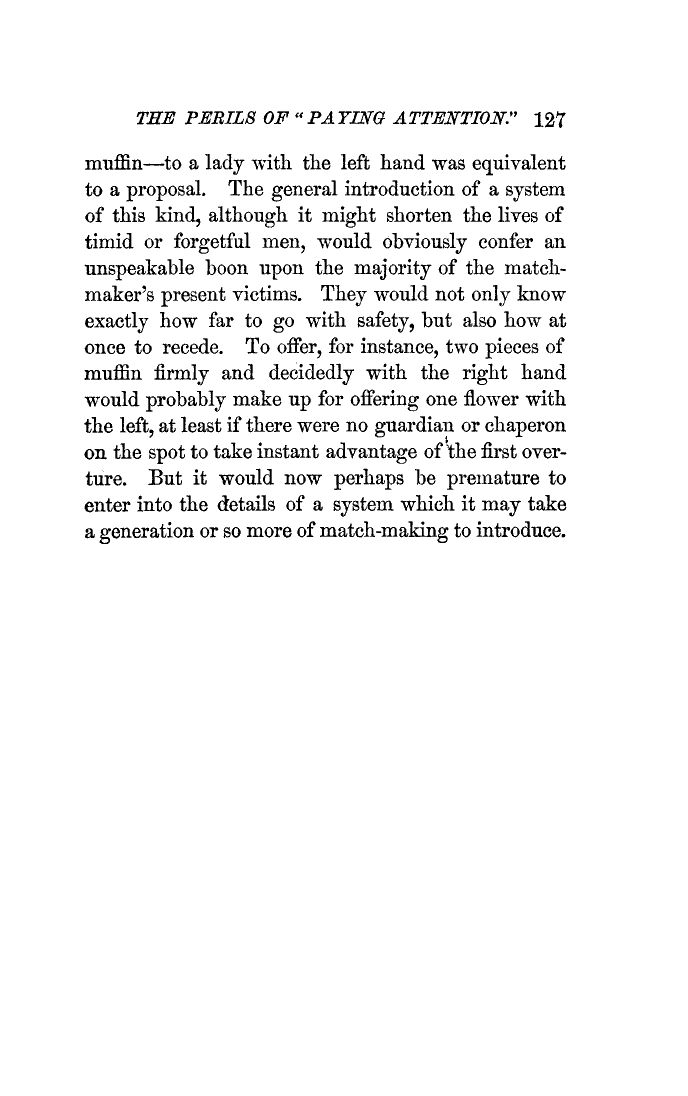 THE PERILS OF “PAYING ATTENTION.” 127
muffin—to a lady with the left hand was equivalent
to a proposal. The general introduction of a system
of this kind, although it might shorten the lives of
timid or forgetful men, would obviously confer an
unspeakable boon upon the majority of the match-
maker’s present victims. They would not only know
exactly how far to go with safety, but also how at
once to recede. To offer, for instance, two pieces of
muffin firmly and decidedly with the right hand
would probably make up for offering one flower with
the left, at least if there were no guardian or chaperon
on the spot to take instant advantage of the first over-
ture. But it would now perhaps be premature to
enter into the details of a system which it may take
a generation or so more of match-making to introduce.